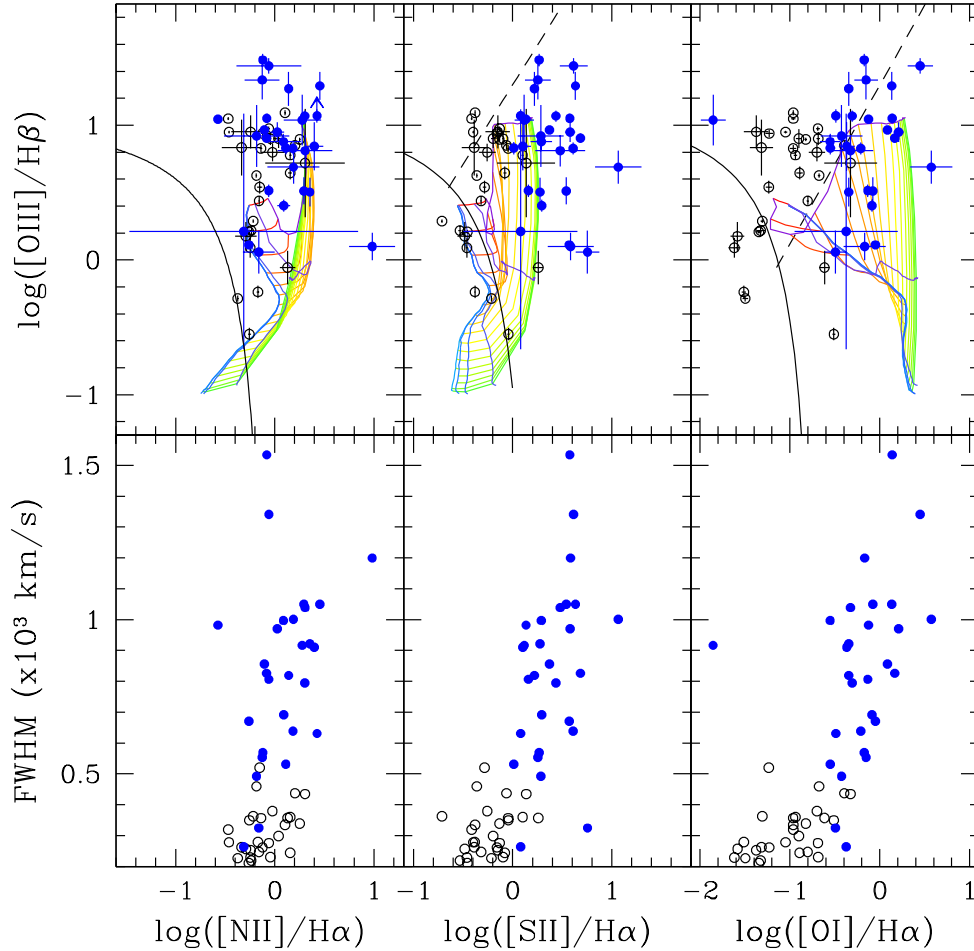 log([OIII]/Hβ)
1
0
−1
FWHM (x10³ km/s)
1.5
1
0.5
−1 0 1
−1 0 1
−2 −1 0 1
log([NII]/Hα)
log([SII]/Hα)
log([OI]/Hα)